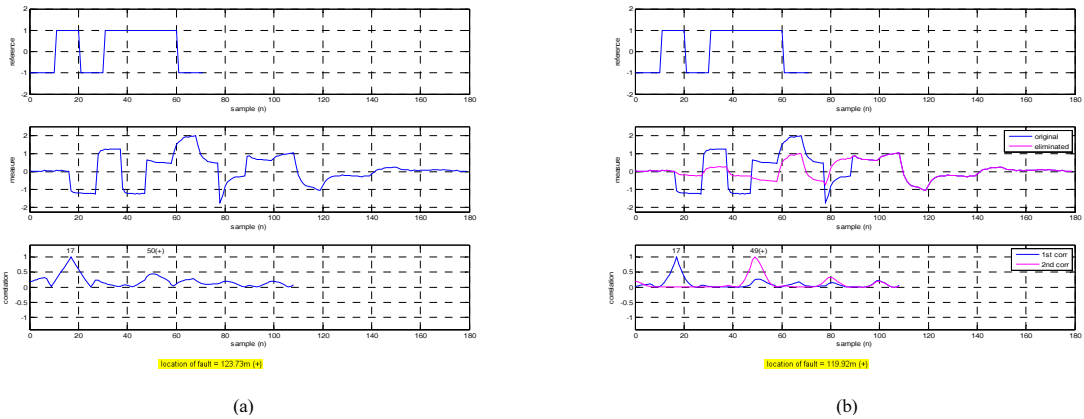 2
1
0
-1
-2
reference
0 20 40 60 80 100 120 140 160 180
sample (n)
2
1
0
-1
-2
measure
0 20 40 60 80 100 120 140 160 180
sample (n)
17 50(+)
1
0.5
0
-0.5
-1
correlation
0 20 40 60 80 100 120 140 160 180
sample (n)
location of fault = 123.73m (+)
(a)
2
1
0
-1
-2
reference
0 20 40 60 80 100 120 140 160 180
sample (n)
2
1
0
-1
-2
measure
original
eliminated
0 20 40 60 80 100 120 140 160 180
sample (n)
17 49(+)
1
0.5
0
-0.5
-1
correlation
1st corr
2nd corr
0 20 40 60 80 100 120 140 160 180
sample (n)
location of fault = 119.92m (+)
(b)